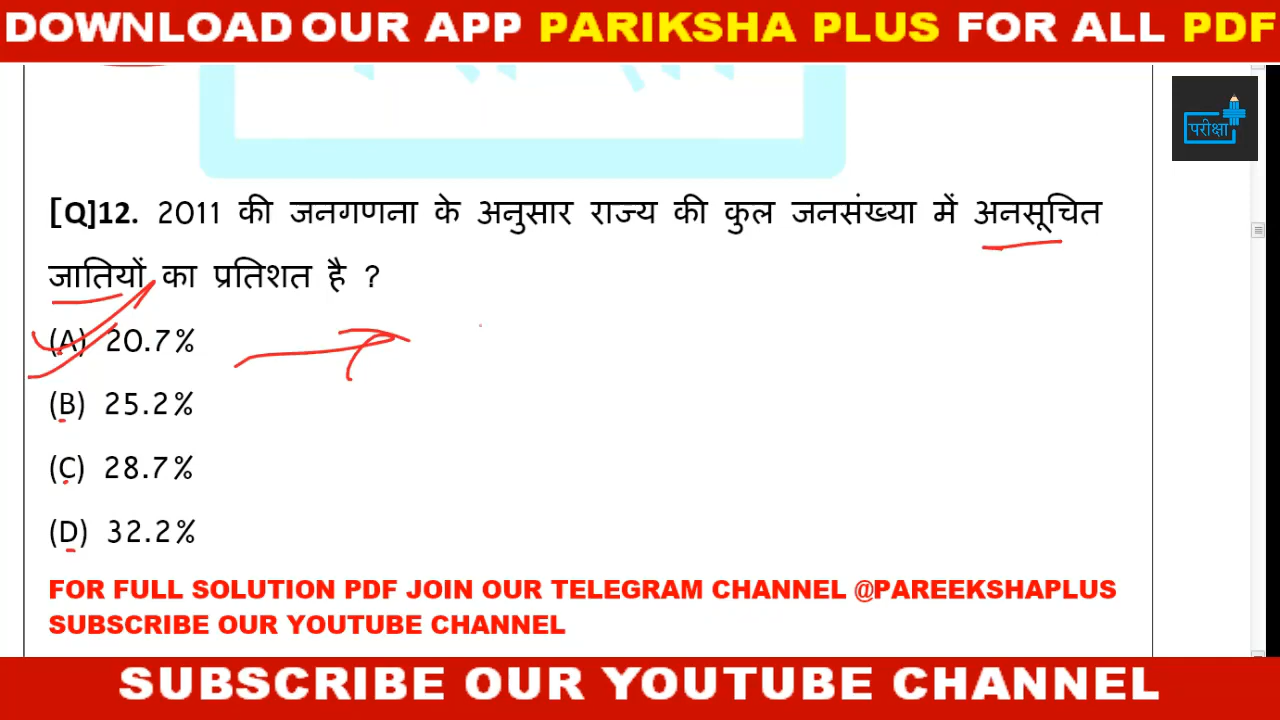 DOWNLOAD OUR APP PARIKSHA PLUS FOR ALL PDF
परीक्षा
[Q]12. 2011 की जनगणना के अनुसार राज्य की कुल जनसंख्या में अनसूचित
जातियों का प्रतिशत है ?
(A) 20.7%
(B) 25.2%
(C) 28.7%
(D) 32.2%
FOR FULL SOLUTION PDF JOIN OUR TELEGRAM CHANNEL @PAREEKSHAPLUS
SUBSCRIBE OUR YOUTUBE CHANNEL
SUBSCRIBE OUR YOUTUBE CHANNEL